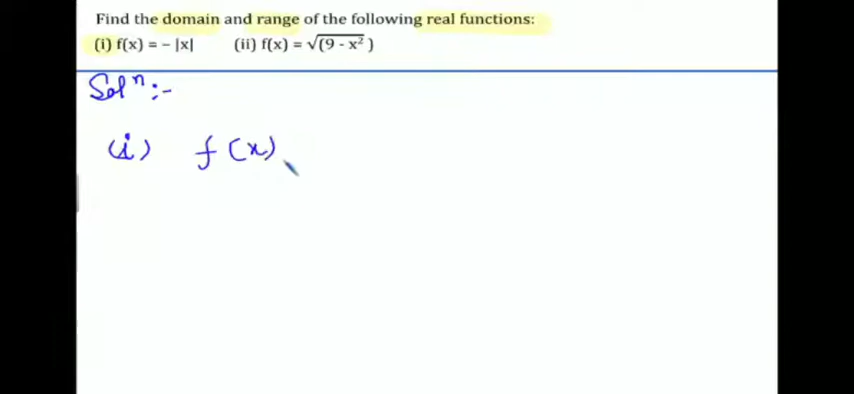 Find the domain and range of the following real functions:
(i) f(x) = − |x| (ii) f(x) = √(9 - x²)
Solⁿ :-
(i) f(x)